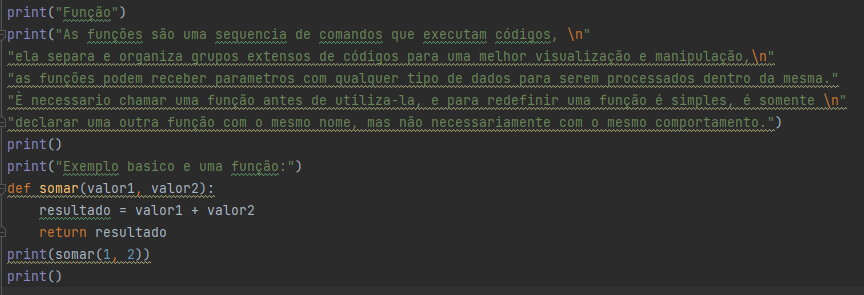 print("Função")
print("As funções são uma sequencia de comandos que executam códigos, \n"
"ela separa e organiza grupos extensos de códigos para uma melhor visualização e manipulação,\n"
"as funções podem receber parametros com qualquer tipo de dados para serem processados dentro da mesma."
"È necessario chamar uma função antes de utiliza-la, e para redefinir uma função é simples, é somente \n"
"declarar uma outra função com o mesmo nome, mas não necessariamente com o mesmo comportamento.")
print()
print("Exemplo basico e uma função:")
def somar(valor1, valor2):
    resultado = valor1 + valor2
    return resultado
print(somar(1, 2))
print()